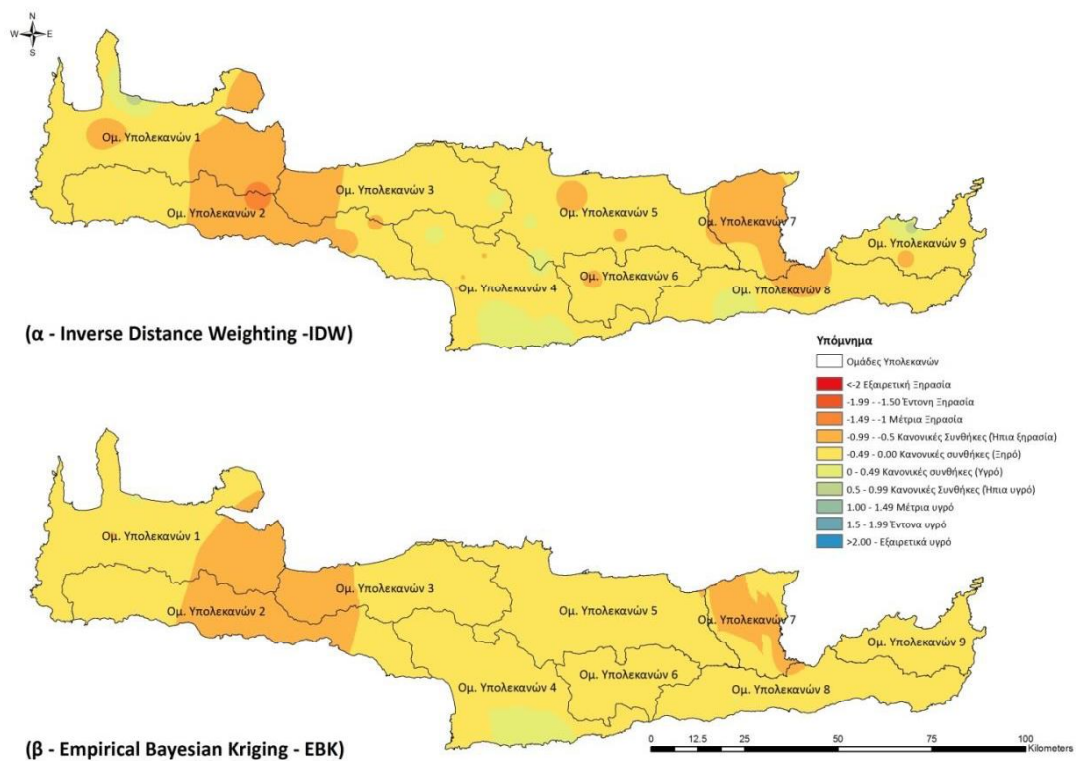 N
W E
S
Ομ. Υπολεκανών 1
Ομ. Υπολεκανών 2
Ομ. Υπολεκανών 3
Ομ. Υπολεκανών 4
Ομ. Υπολεκανών 5
Ομ. Υπολεκανών 6
Ομ. Υπολεκανών 7
Ομ. Υπολεκανών 8
Ομ. Υπολεκανών 9
(α - Inverse Distance Weighting -IDW)
Υπόμνημα
Ομάδες Υπολεκανών
<-2 Εξαιρετική Ξηρασία
-1.99 - -1.50 Έντονη Ξηρασία
-1.49 - -1 Μέτρια Ξηρασία
-0.99 - -0.5 Κανονικές Συνθήκες (Ήπια ξηρασία)
-0.49 - 0.00 Κανονικές συνθήκες (Ξηρό)
0 - 0.49 Κανονικές συνθήκες (Υγρό)
0.5 - 0.99 Κανονικές Συνθήκες (Ήπια υγρό)
1.00 - 1.49 Μέτρια υγρό
1.5 - 1.99 Έντονα υγρό
>2.00 - Εξαιρετικά υγρό
Ομ. Υπολεκανών 1
Ομ. Υπολεκανών 2
Ομ. Υπολεκανών 3
Ομ. Υπολεκανών 4
Ομ. Υπολεκανών 5
Ομ. Υπολεκανών 6
Ομ. Υπολεκανών 7
Ομ. Υπολεκανών 8
Ομ. Υπολεκανών 9
(β - Empirical Bayesian Kriging - EBK)
0 12.5 25 50 75 100
Kilometers